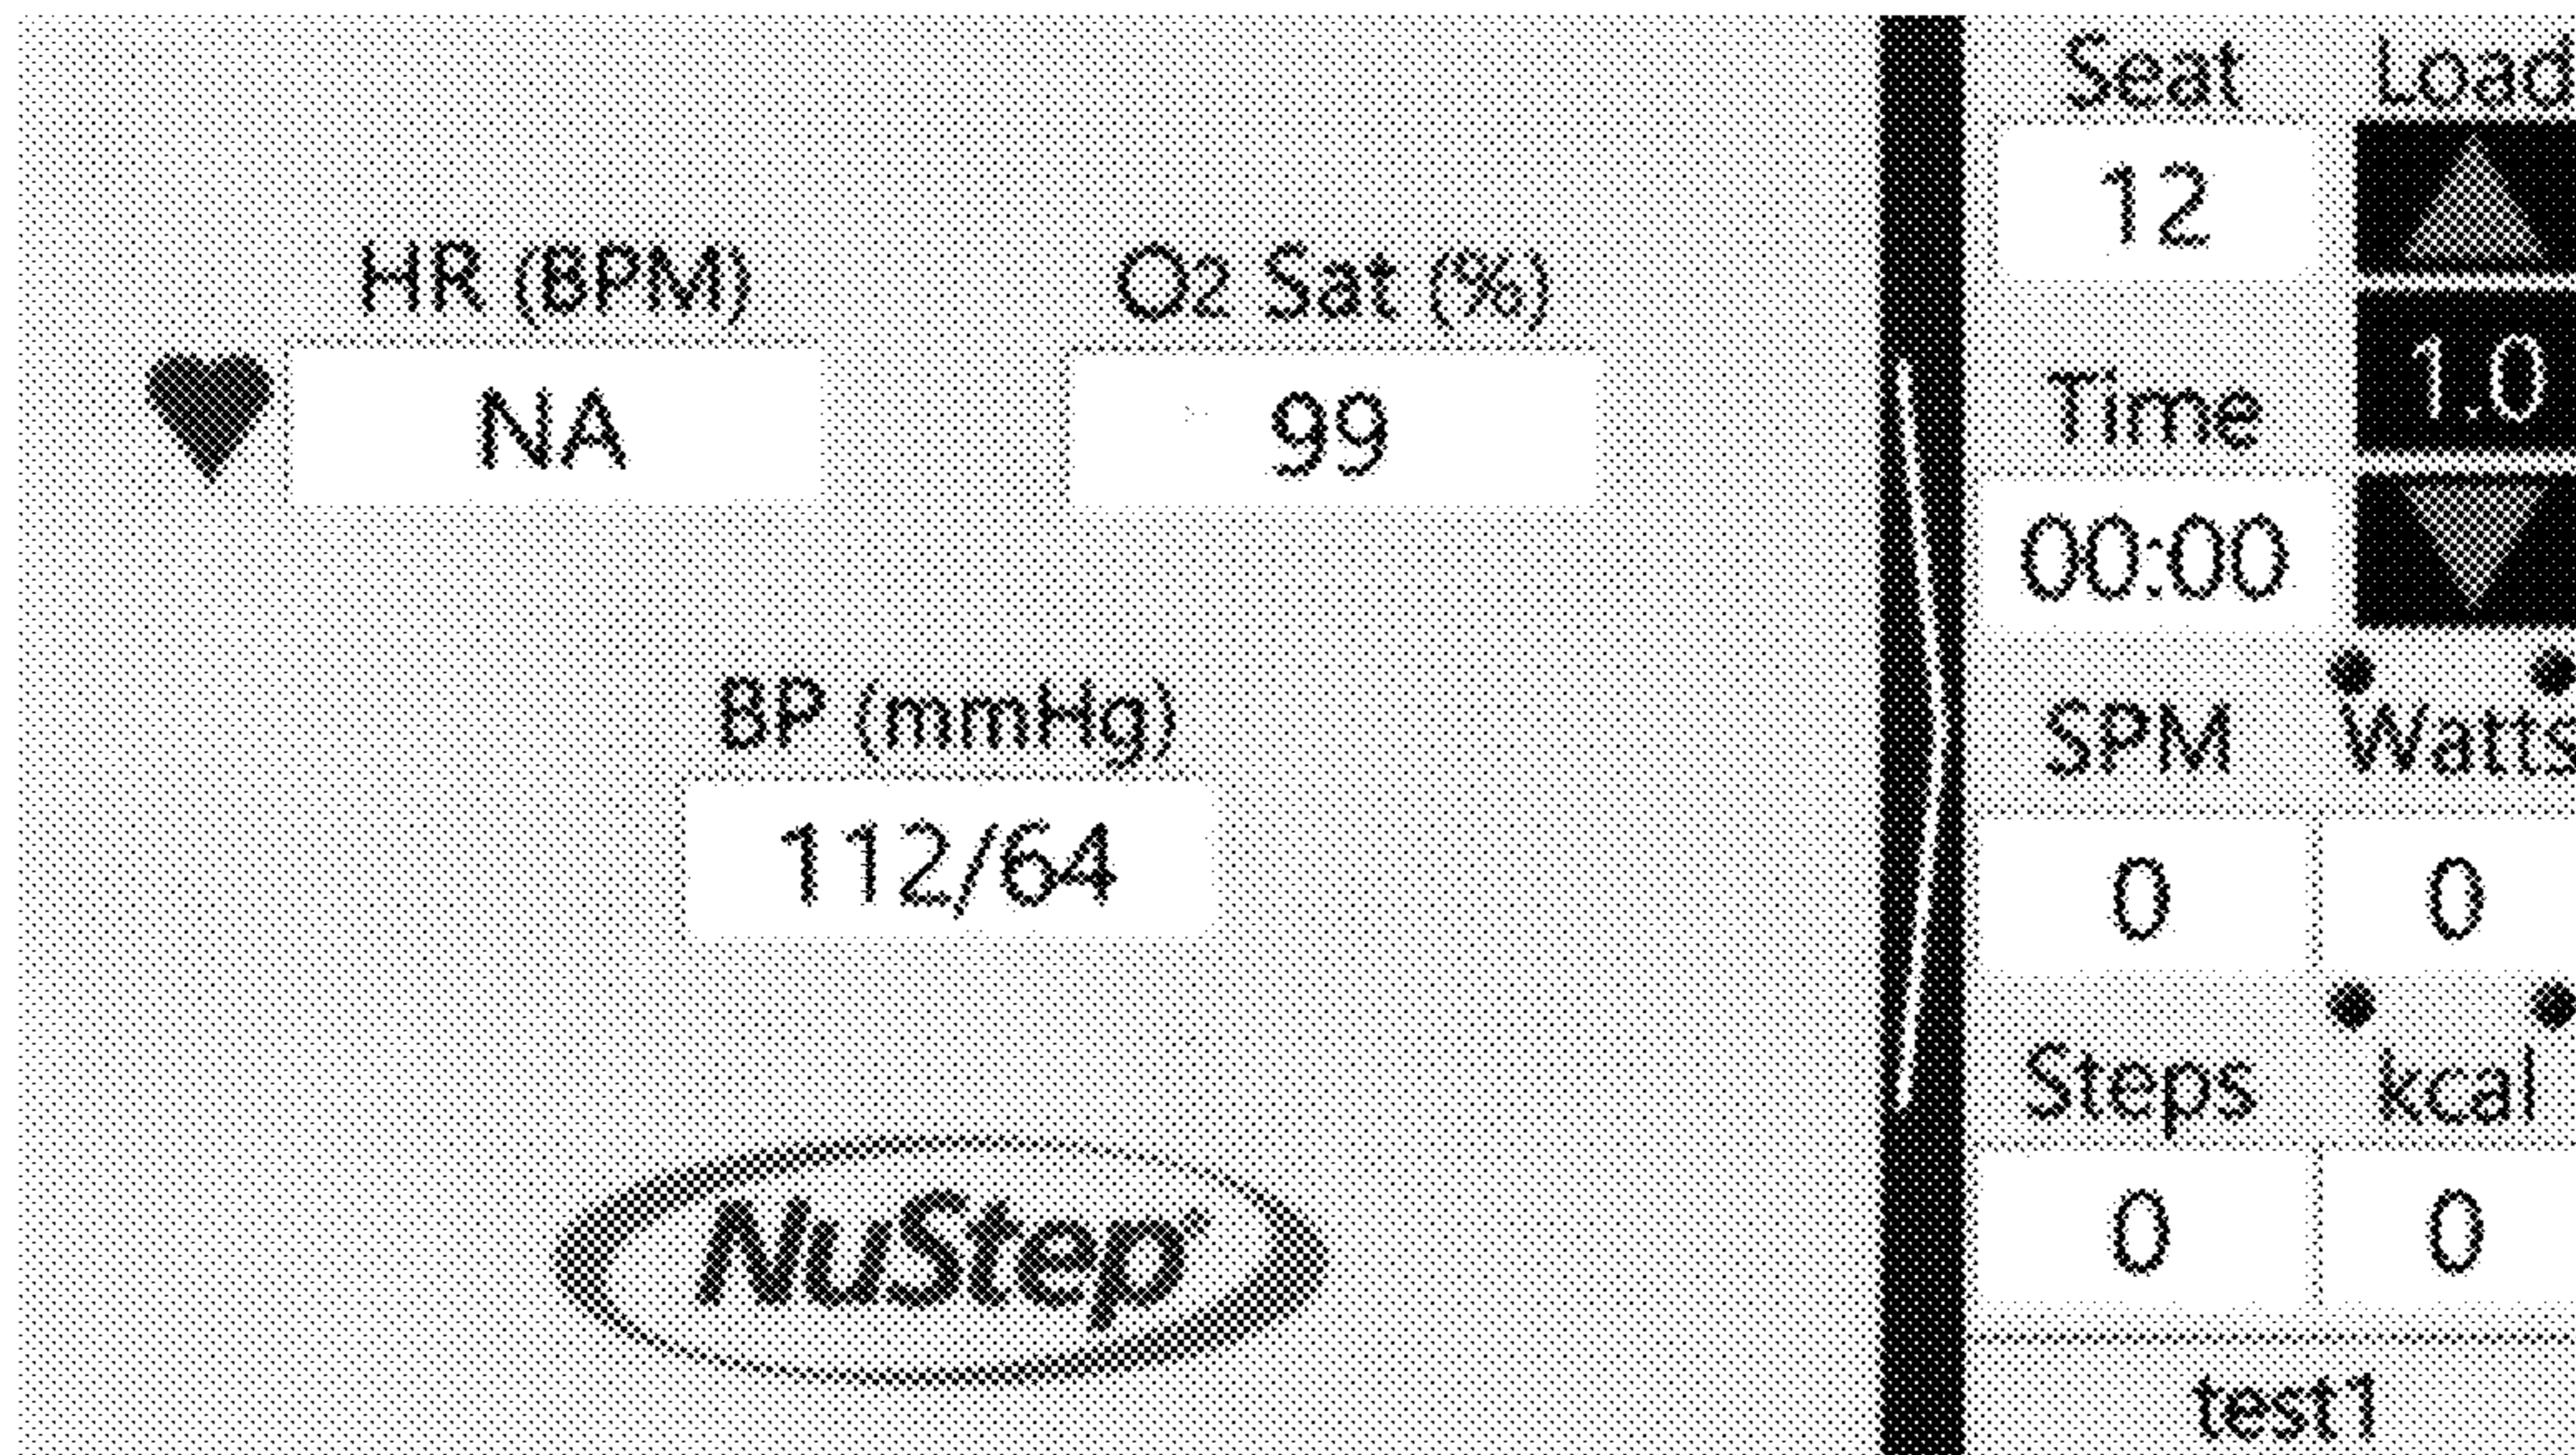 HR (BPM)
NA
O2 Sat (%)
99
BP (mmHg)
112/64
NuStep®
Seat
12
Load
1.0
Time
00:00
SPM
0
Watts
0
Steps
0
kcal
0
test1